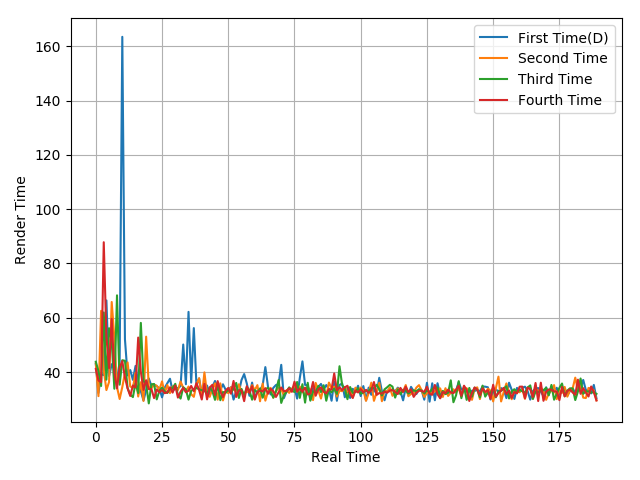 First Time(D)
Second Time
Third Time
Fourth Time
160
140
120
100
80
60
40
Render Time
0
25
50
75
100
125
150
175
Real Time